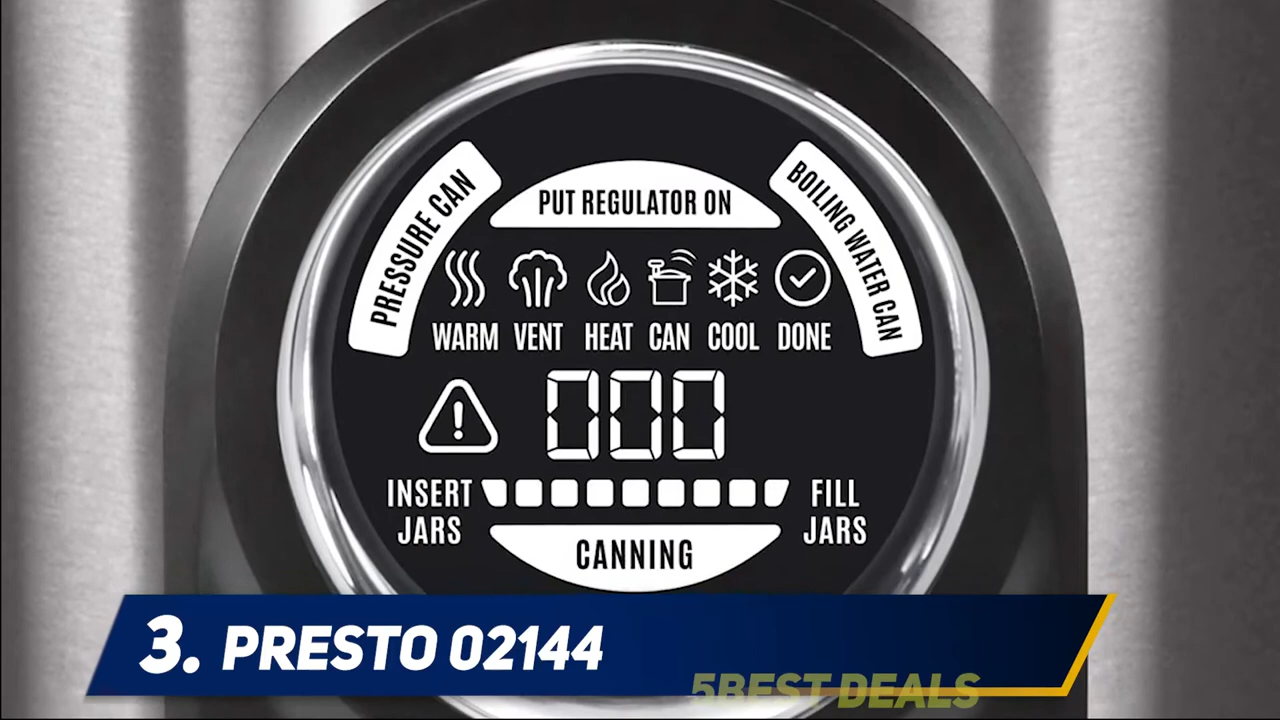 PRESSURE CAN
PUT REGULATOR ON
BOILING WATER CAN
WARM VENT HEAT CAN COOL DONE
000
INSERT JARS
FILL JARS
CANNING
3. PRESTO 02144
5BEST DEALS